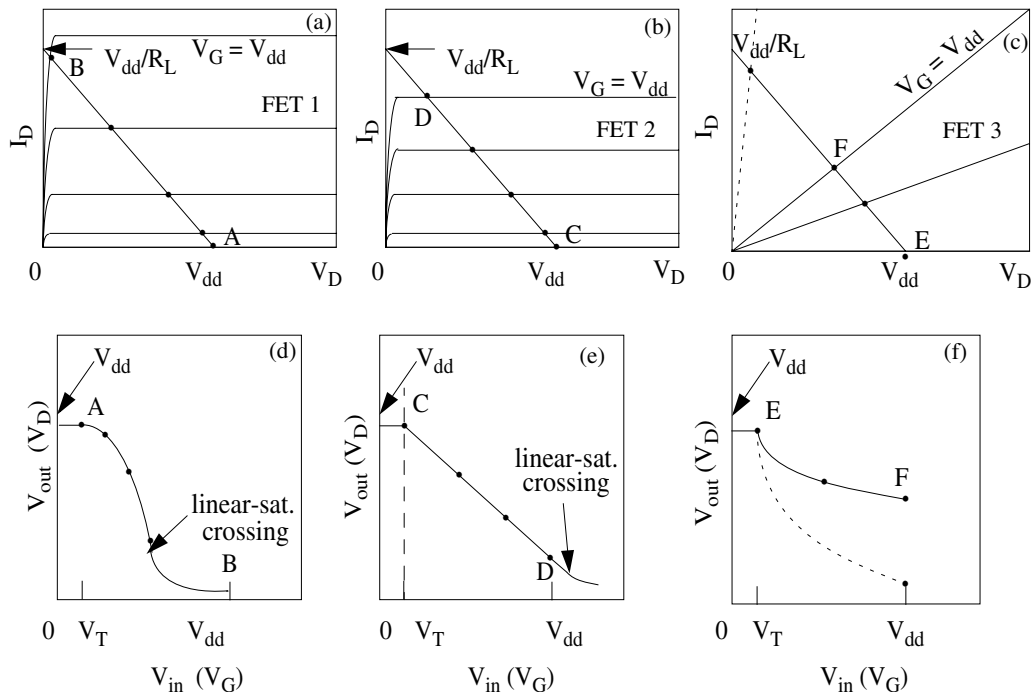 (a)
V_G = V_dd
V_dd/R_L
B
FET 1
I_D
A
0
V_dd
V_D
(b)
V_dd/R_L
V_G = V_dd
D
FET 2
I_D
C
0
V_dd
V_D
(c)
V_dd/R_L
V_G = V_dd
FET 3
F
I_D
E
0
V_dd
V_D
(d)
V_dd
A
V_out (V_D)
linear-sat.
crossing
B
0
V_T
V_dd
V_in (V_G)
(e)
V_dd
C
V_out (V_D)
linear-sat.
crossing
D
0
V_T
V_dd
V_in (V_G)
(f)
V_dd
E
V_out (V_D)
F
0
V_T
V_dd
V_in (V_G)